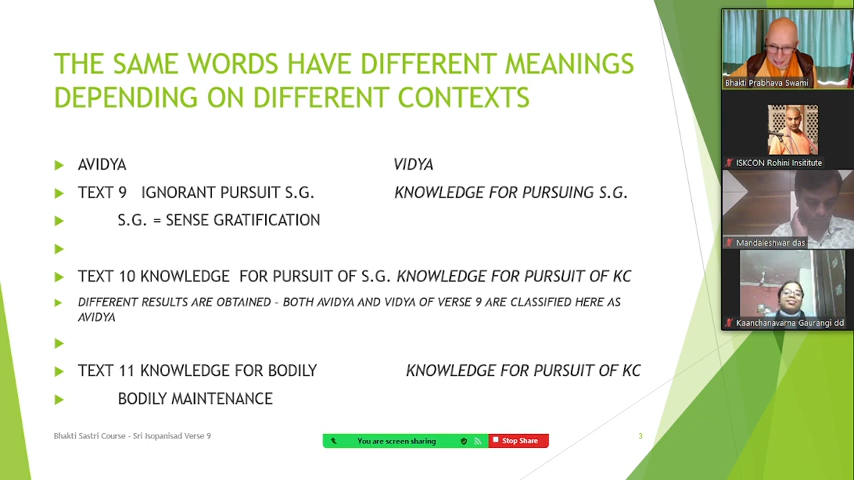 THE SAME WORDS HAVE DIFFERENT MEANINGS
DEPENDING ON DIFFERENT CONTEXTS
AVIDYA VIDYA
TEXT 9 IGNORANT PURSUIT S.G. KNOWLEDGE FOR PURSUING S.G.
S.G. = SENSE GRATIFICATION
TEXT 10 KNOWLEDGE FOR PURSUIT OF S.G. KNOWLEDGE FOR PURSUIT OF KC
DIFFERENT RESULTS ARE OBTAINED – BOTH AVIDYA AND VIDYA OF VERSE 9 ARE CLASSIFIED HERE AS
AVIDYA
TEXT 11 KNOWLEDGE FOR BODILY KNOWLEDGE FOR PURSUIT OF KC
BODILY MAINTENANCE
Bhakti Sastri Course - Sri Isopanisad Verse 9
You are screen sharing Stop Share
3
Bhakti Prabhava Swami
ISKCON Rohini Insititute
Mandaleshwar das
Kaanchanavarna Gaurangi dd